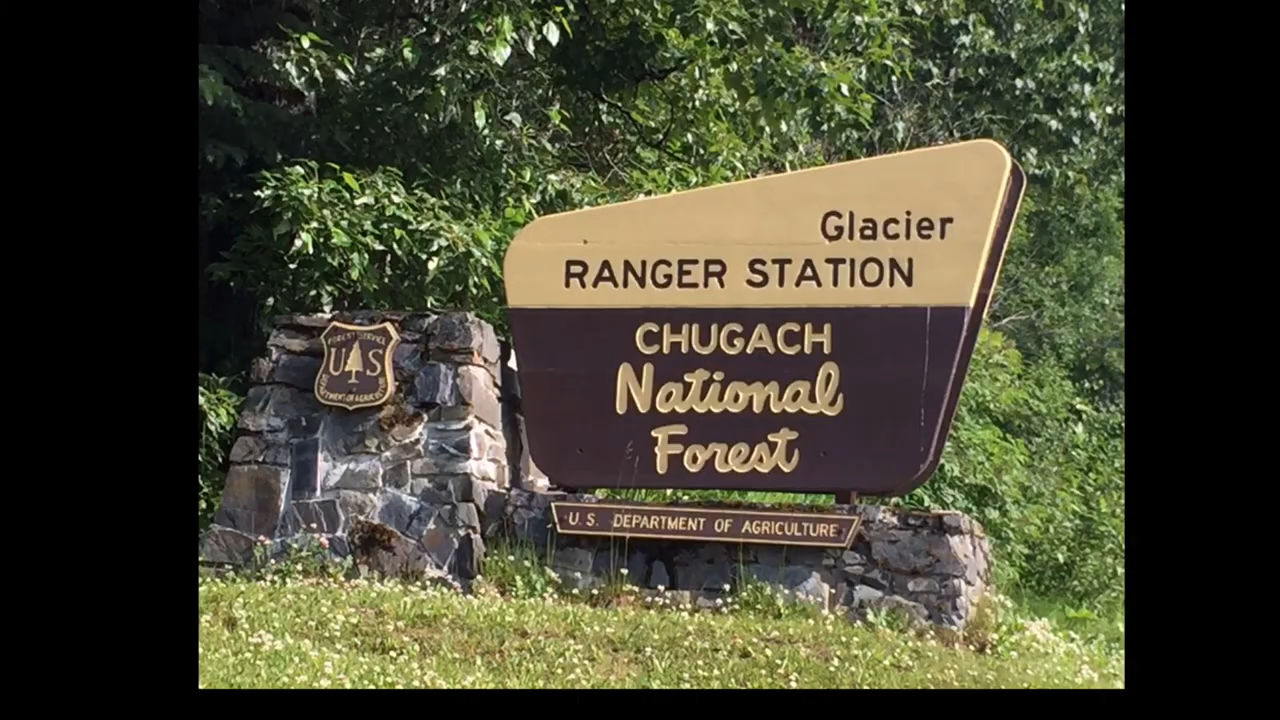 Glacier
RANGER STATION
CHUGACH
National
Forest
FOREST SERVICE
U S
DEPARTMENT OF AGRICULTURE
U. S. DEPARTMENT OF AGRICULTURE